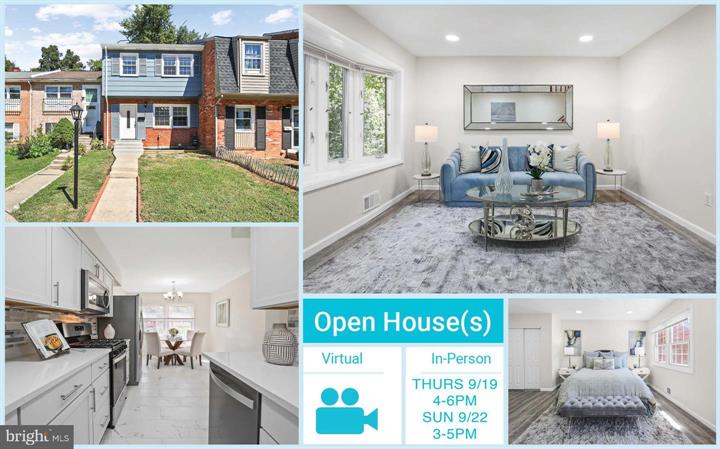 Open House(s)
Virtual
In-Person
THURS 9/19
4-6PM
SUN 9/22
3-5PM
bright MLS